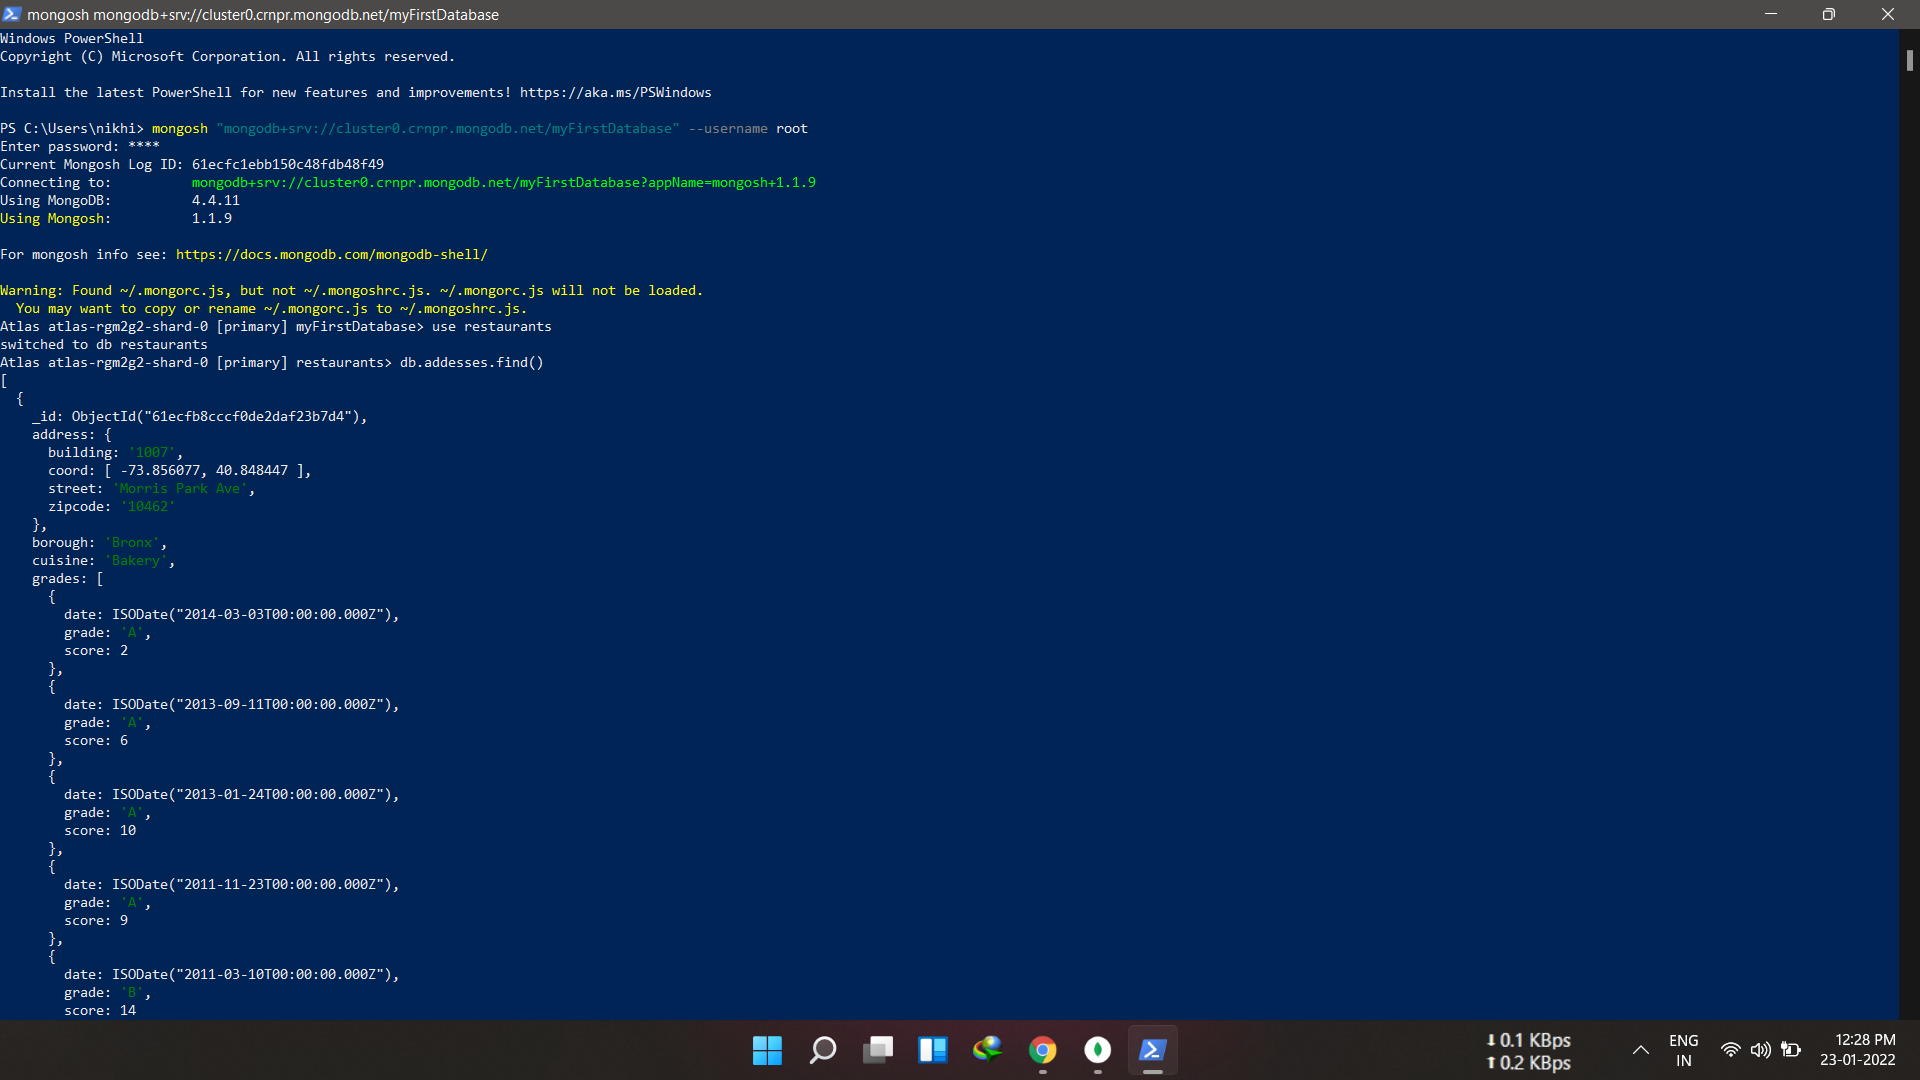 mongosh mongodb+srv://cluster0.crnpr.mongodb.net/myFirstDatabase
Windows PowerShell
Copyright (C) Microsoft Corporation. All rights reserved.
Install the latest PowerShell for new features and improvements! https://aka.ms/PSWindows
PS C:\Users\nikhi> mongosh "mongodb+srv://cluster0.crnpr.mongodb.net/myFirstDatabase" --username root
Enter password: ****
Current Mongosh Log ID: 61ecfc1ebb150c48fdb48f49
Connecting to: mongodb+srv://cluster0.crnpr.mongodb.net/myFirstDatabase?appName=mongosh+1.1.9
Using MongoDB: 4.4.11
Using Mongosh: 1.1.9
For mongosh info see: https://docs.mongodb.com/mongodb-shell/
Warning: Found ~/.mongorc.js, but not ~/.mongoshrc.js. ~/.mongorc.js will not be loaded.
You may want to copy or rename ~/.mongorc.js to ~/.mongoshrc.js.
Atlas atlas-rgm2g2-shard-0 [primary] myFirstDatabase> use restaurants
switched to db restaurants
Atlas atlas-rgm2g2-shard-0 [primary] restaurants> db.addesses.find()
[
{
_id: ObjectId("61ecfb8cccf0de2daf23b7d4"),
address: {
building: '1007',
coord: [ -73.856077, 40.848447 ],
street: 'Morris Park Ave',
zipcode: '10462'
},
borough: 'Bronx',
cuisine: 'Bakery',
grades: [
{
date: ISODate("2014-03-03T00:00:00.000Z"),
grade: 'A',
score: 2
},
{
date: ISODate("2013-09-11T00:00:00.000Z"),
grade: 'A',
score: 6
},
{
date: ISODate("2013-01-24T00:00:00.000Z"),
grade: 'A',
score: 10
},
{
date: ISODate("2011-11-23T00:00:00.000Z"),
grade: 'A',
score: 9
},
{
date: ISODate("2011-03-10T00:00:00.000Z"),
grade: 'B',
score: 14
0.1 KBps
0.2 KBps
ENG
IN
12:28 PM
23-01-2022